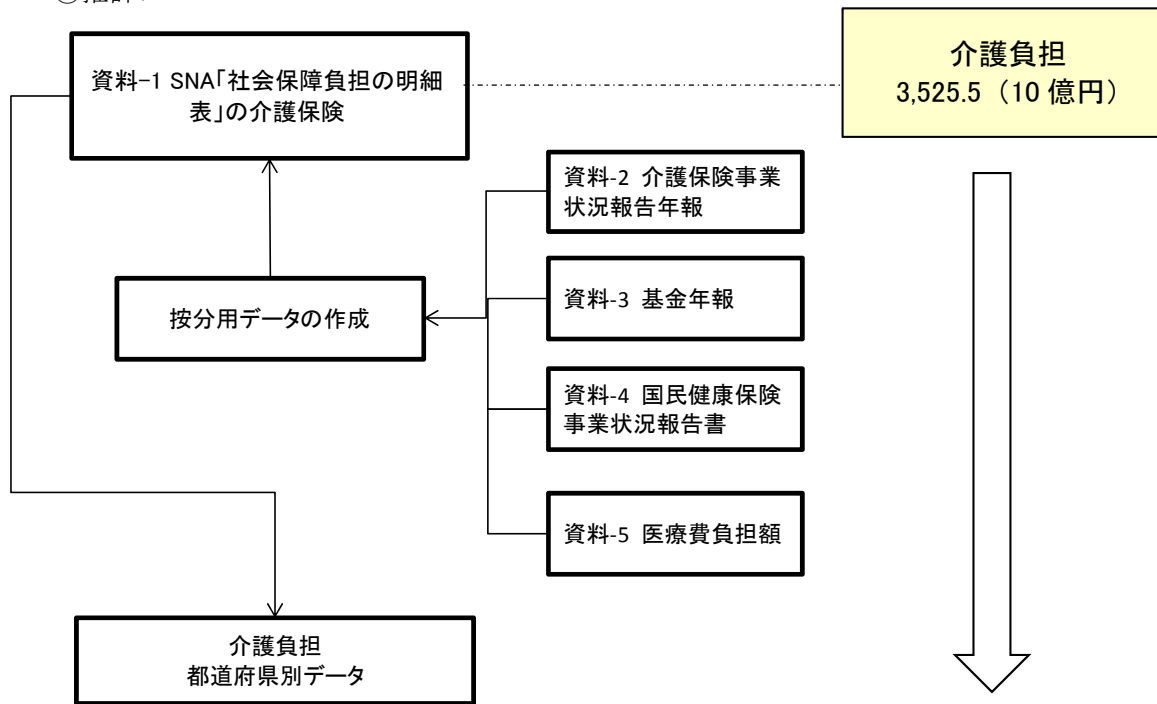 資料-1 SNA「社会保障負担の明細
表」の介護保険
介護負担
3,525.5（10 億円）
資料-2 介護保険事業
状況報告年報
按分用データの作成
資料-3 基金年報
資料-4 国民健康保険
事業状況報告書
資料-5 医療費負担額
介護負担
都道府県別データ